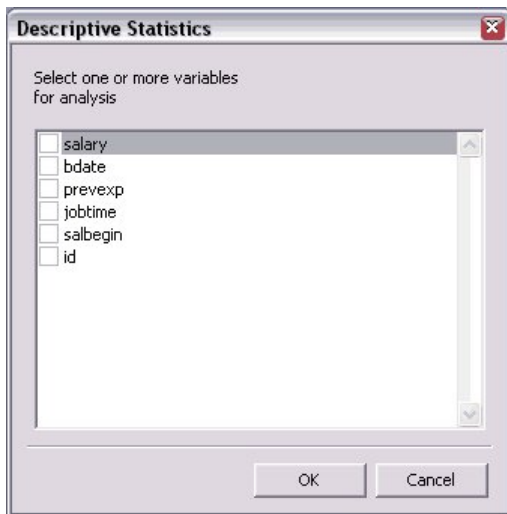 Descriptive Statistics
Select one or more variables
for analysis
salary
bdate
prevexp
jobtime
salbegin
id
OK
Cancel